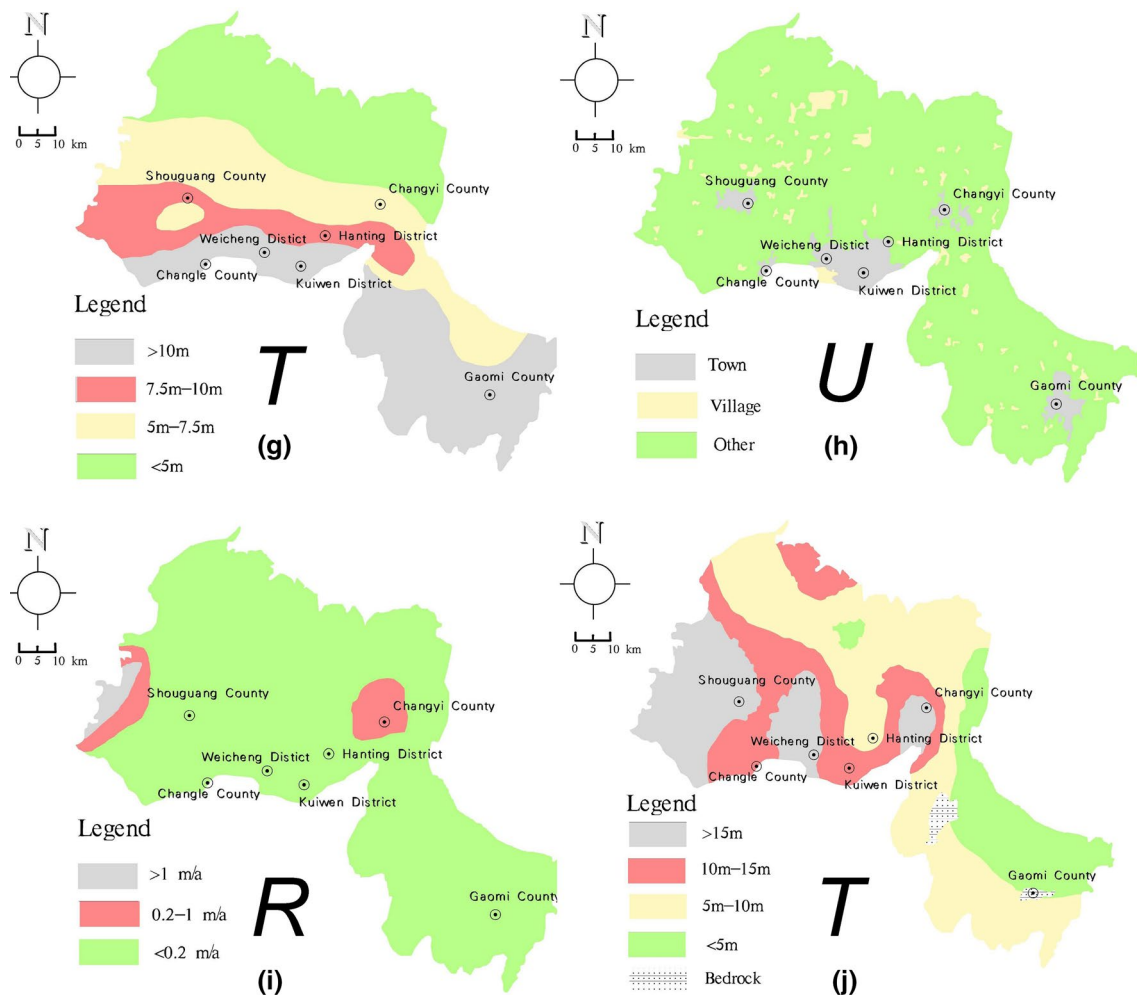 N
0 5 10 km
Shouguang County
Changyi County
Weicheng Distict
Hanting District
Changle County
Kuiwen District
Gaomi County
Legend
>10m
7.5m—10m
5m—7.5m
<5m
T
(g)
N
0 5 10 km
Shouguang County
Changyi County
Weicheng Distict
Hanting District
Changle County
Kuiwen District
Gaomi County
Legend
Town
Village
Other
U
(h)
N
0 5 10 km
Shouguang County
Changyi County
Weicheng Distict
Hanting District
Changle County
Kuiwen District
Gaomi County
Legend
>1 m/a
0.2—1 m/a
<0.2 m/a
R
(i)
N
0 5 10 km
Shouguang County
Changyi County
Weicheng Distict
Hanting District
Changle County
Kuiwen District
Gaomi County
Legend
>15m
10m—15m
5m—10m
<5m
Bedrock
T
(j)